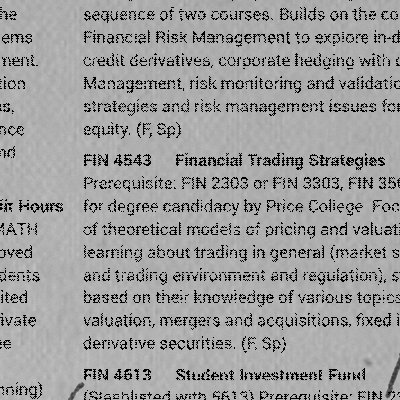 he
ems
ment.
tion
as,
nce
nd
it Hours
MATH
oved
dents
ited
ivate
ee
nning)
sequence of two courses. Builds on the co
Financial Risk Management to explore in-d
credit derivatives, corporate hedging with
Management, risk monitoring and validatio
strategies and risk management issues for
equity. (F, Sp)
FIN 4543 Financial Trading Strategies
Prerequisite: FIN 2303 or FIN 3303, FIN 350
for degree candidacy by Price College. Foc
of theoretical models of pricing and valuati
learning about trading in general (market s
and trading environment and regulation), s
based on their knowledge of various topics
valuation, mergers and acquisitions, fixed i
derivative securities. (F, Sp)
FIN 4613 Student Investment Fund
(Slashlisted with 5613) Prerequisite: FIN 23